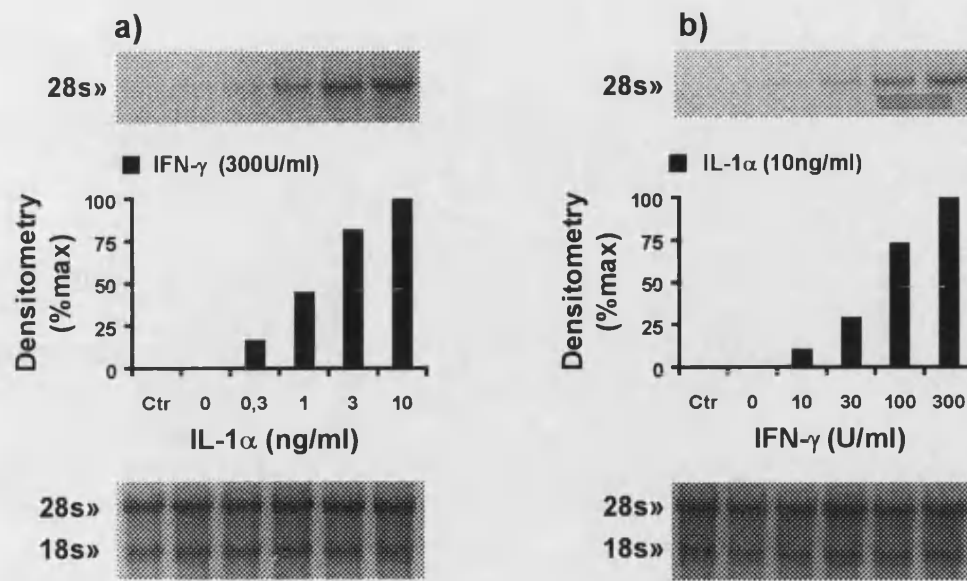 a)
28s»
■ IFN-γ (300U/ml)
Densitometry
(%max)
100
75
50
25
0
Ctr 0 0,3 1 3 10
IL-1α (ng/ml)
28s»
18s»
b)
28s»
■ IL-1α (10ng/ml)
Densitometry
(%max)
100
75
50
25
0
Ctr 0 10 30 100 300
IFN-γ (U/ml)
28s»
18s»